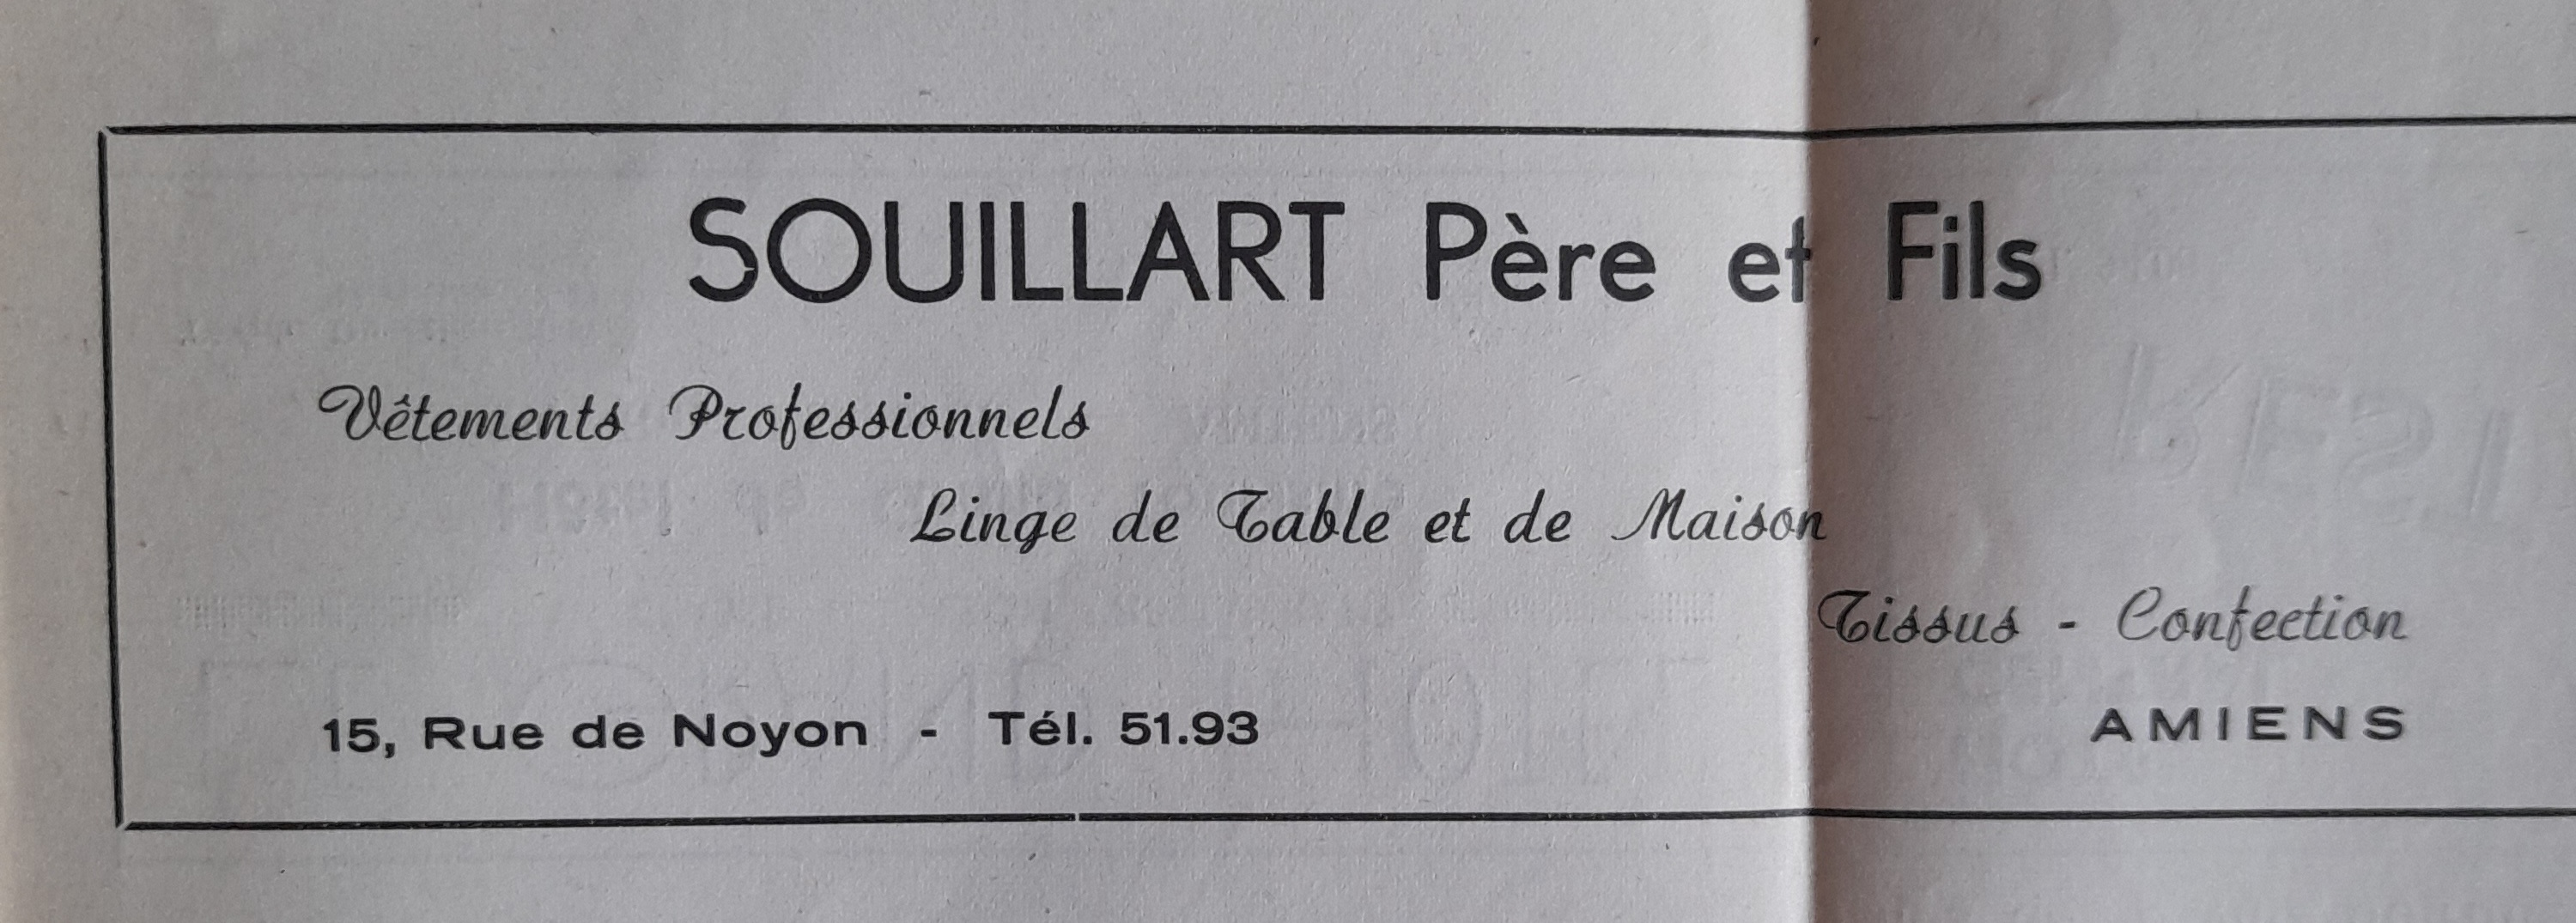 SOUILLART Père et Fils
Vêtements Professionnels
Linge de Table et de Maison
Tissus - Confection
15, Rue de Noyon - Tél. 51.93 AMIENS